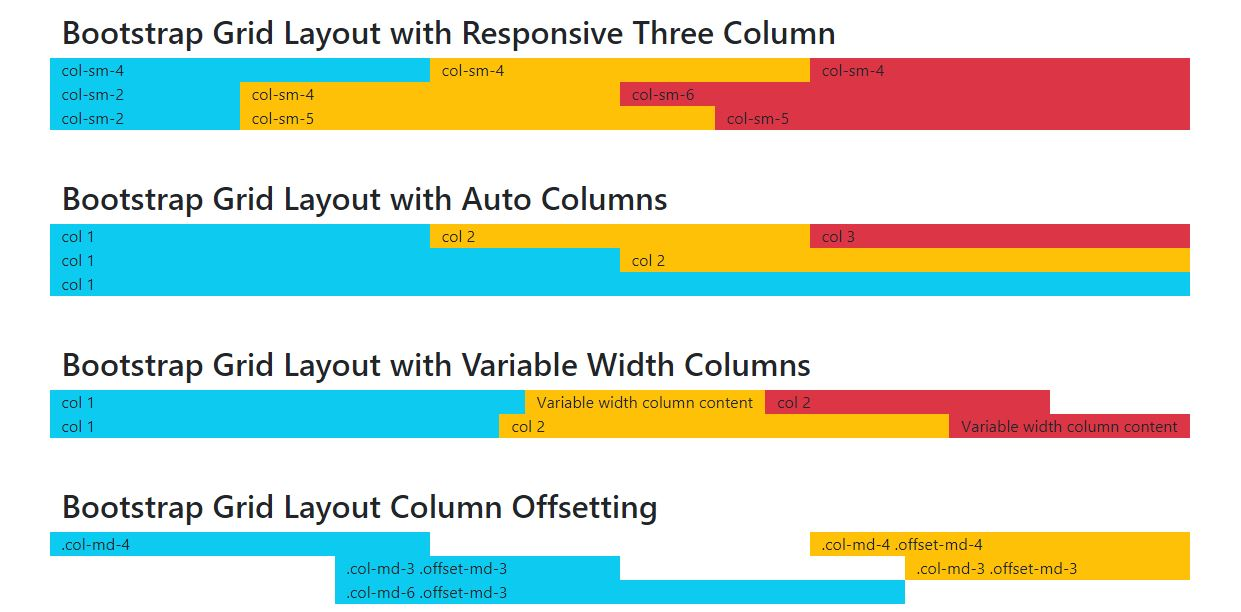 Bootstrap Grid Layout with Responsive Three Column
col-sm-4 col-sm-4 col-sm-4
col-sm-2 col-sm-4 col-sm-6
col-sm-2 col-sm-5 col-sm-5
Bootstrap Grid Layout with Auto Columns
col 1 col 2 col 3
col 1 col 2
col 1
Bootstrap Grid Layout with Variable Width Columns
col 1 Variable width column content col 2
col 1 col 2 Variable width column content
Bootstrap Grid Layout Column Offsetting
.col-md-4 .col-md-4 .offset-md-4
.col-md-3 .offset-md-3 .col-md-3 .offset-md-3
.col-md-6 .offset-md-3